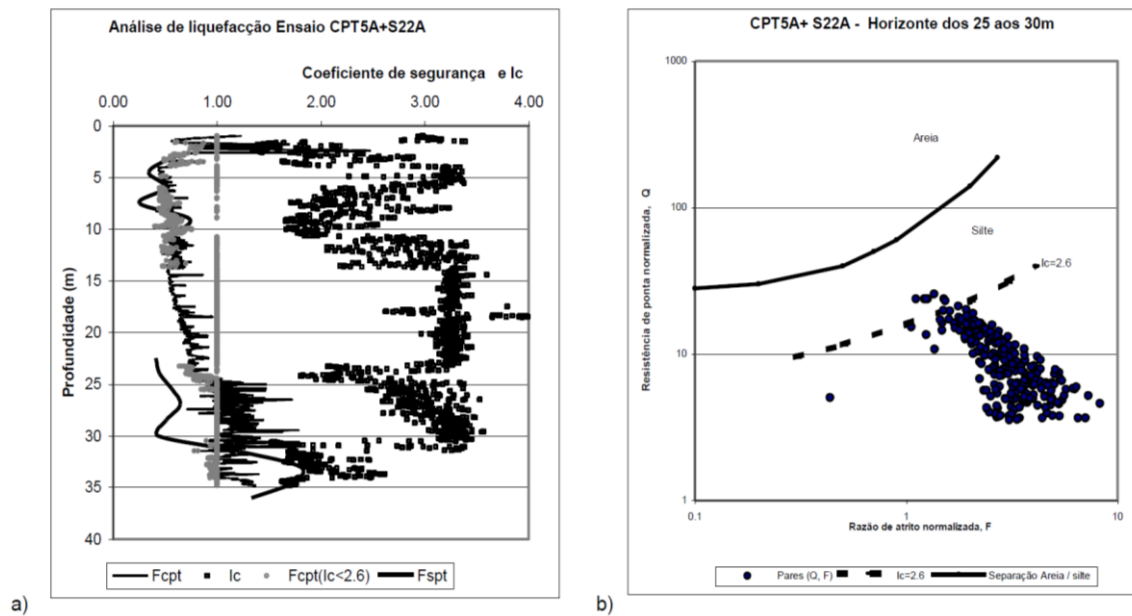 Análise de liquefacção Ensaio CPT5A+S22A
Coeficiente de segurança e Ic
0.00 1.00 2.00 3.00 4.00
0
5
10
15
20
25
30
35
40
Profundidade (m)
Fcpt Ic Fcpt(Ic<2.6) Fspt
a)
CPT5A+ S22A - Horizonte dos 25 aos 30m
1000
100
10
1
Resistência de ponta normalizada, Q
Areia
Silte
Ic=2.6
0.1 1 10
Razão de atrito normalizada, F
Pares (Q, F) Ic=2.6 Separação Areia / silte
b)